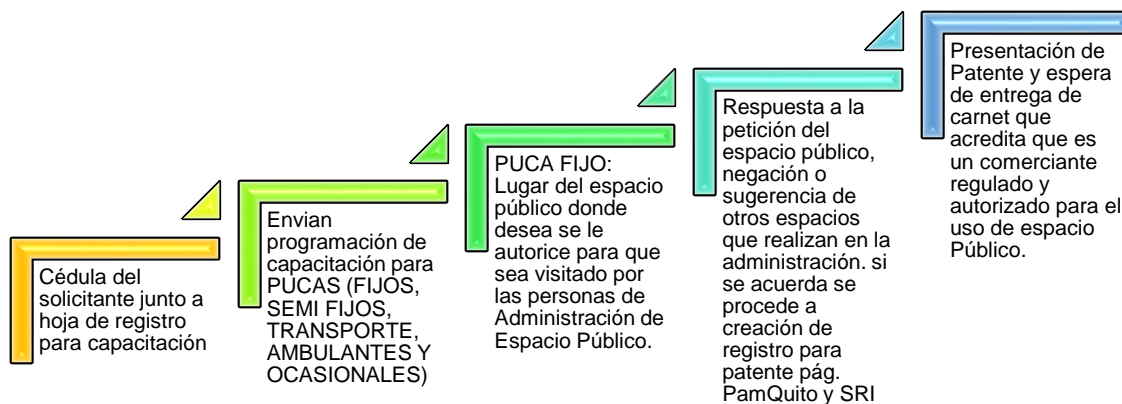 Cédula del
solicitante junto a
hoja de registro
para capacitación
Envian
programación de
capacitación para
PUCAS (FIJOS,
SEMI FIJOS,
TRANSPORTE,
AMBULANTES Y
OCASIONALES)
PUCA FIJO:
Lugar del espacio
público donde
desea se le
autorice para que
sea visitado por
las personas de
Administración de
Espacio Público.
Respuesta a la
petición del
espacio público,
negación o
sugerencia de
otros espacios
que realizan en la
administración. si
se acuerda se
procede a
creación de
registro para
patente pág.
PamQuito y SRI
Presentación de
Patente y espera
de entrega de
carnet que
acredita que es
un comerciante
regulado y
autorizado para el
uso de espacio
Público.